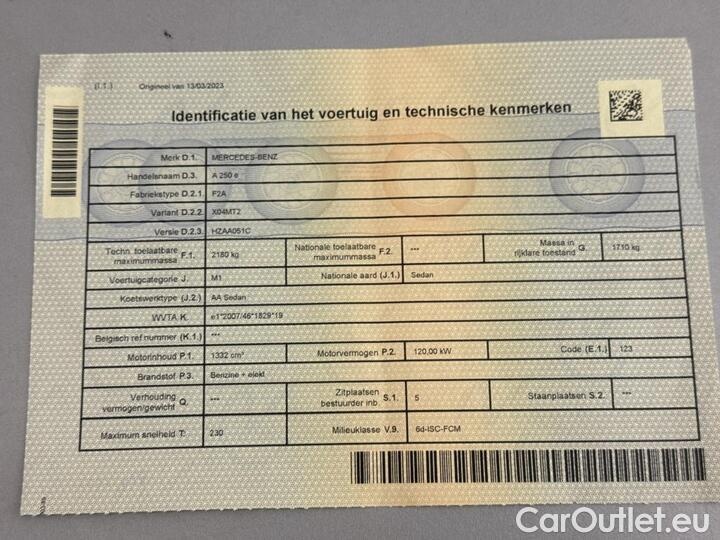 (I.1.) Origineel van 13/03/2023
Identificatie van het voertuig en technische kenmerken
Merk D.1. MERCEDES-BENZ
Handelsnaam D.3. A 250 e
Fabriekstype D.2.1. F2A
Variant D.2.2. X04MT2
Versie D.2.3. HZAA051C
Techn. toelaatbare maximummassa F.1. 2180 kg Nationale toelaatbare maximummassa F.2. --- Massa in rijklare toestand G. 1710 kg
Voertuigcategorie J. M1 Nationale aard (J.1.) Sedan
Koetswerktype (J.2.) AA Sedan
WVTA K. e1*2007/46*1829*19
Belgisch ref.nummer (K.1.) ---
Motorinhoud P.1. 1332 cm³ Motorvermogen P.2. 120,00 kW Code (E.1.) 123
Brandstof P.3. Benzine + elekt
Verhouding vermogen/gewicht Q. --- Zitplaatsen bestuurder inb. S.1. 5 Staanplaatsen S.2. ---
Maximum snelheid T. 230 Milieuklasse V.9. 6d-ISC-FCM
CarOutlet.eu